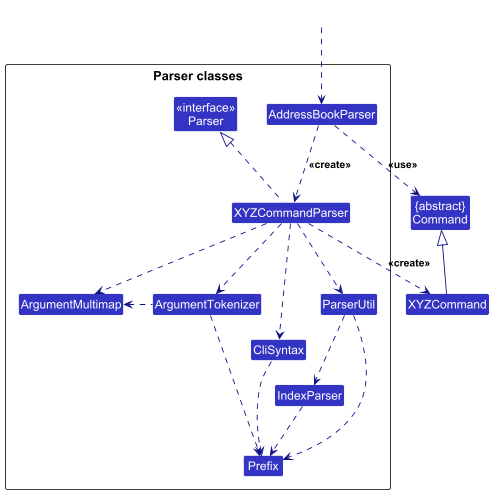 Parser classes
«interface»
Parser
AddressBookParser
«create»
«use»
{abstract}
Command
XYZCommandParser
«create»
ArgumentMultimap
ArgumentTokenizer
ParserUtil
XYZCommand
CliSyntax
IndexParser
Prefix